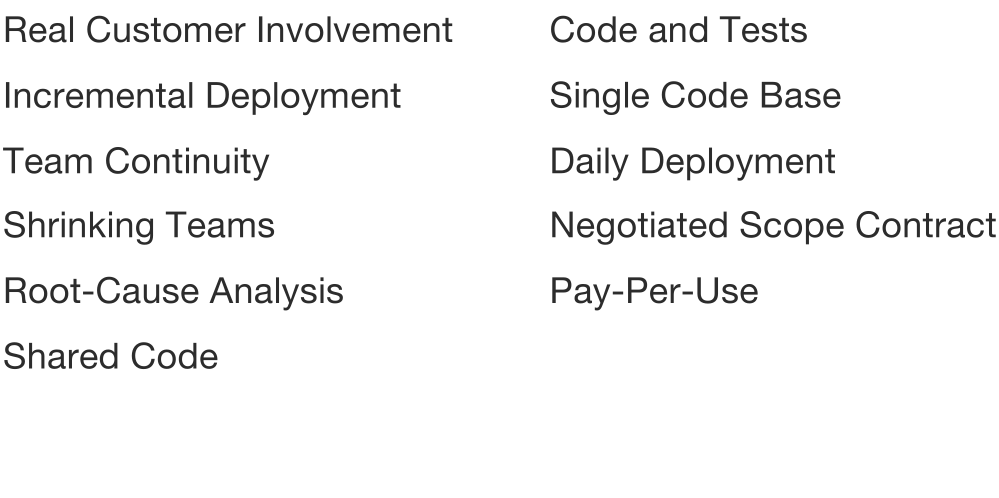 Real Customer Involvement
Incremental Deployment
Team Continuity
Shrinking Teams
Root-Cause Analysis
Shared Code
Code and Tests
Single Code Base
Daily Deployment
Negotiated Scope Contract
Pay-Per-Use